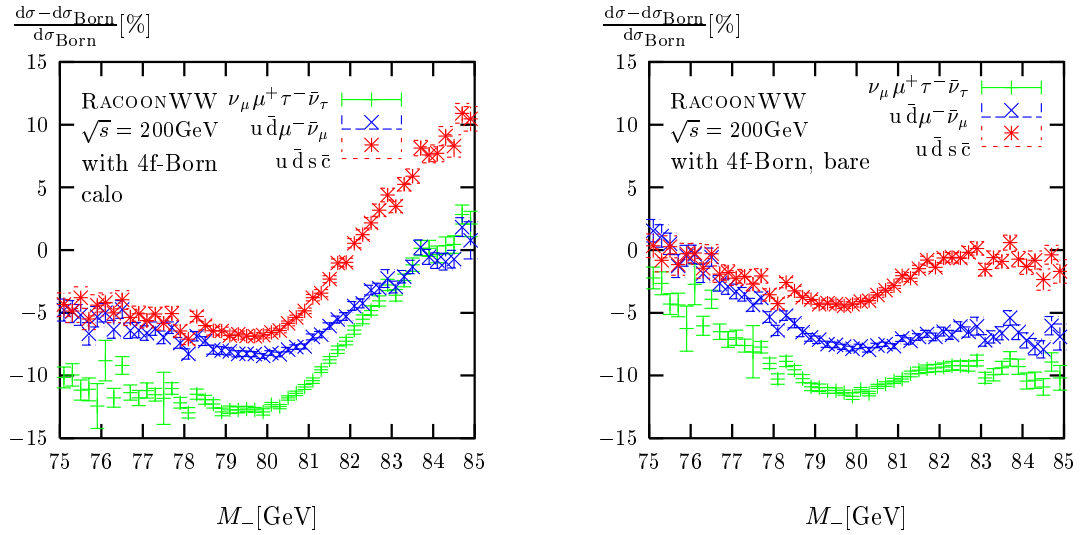 dσ−dσBorn
dσBorn [%]
15
10
5
0
−5
−10
−15
75 76 77 78 79 80 81 82 83 84 85
M−[GeV]
RACOONWW
√s = 200GeV
with 4f-Born
calo
νμ μ+ τ− ν̄τ
u d̄ μ− ν̄μ
u d̄ s c̄
dσ−dσBorn
dσBorn [%]
15
10
5
0
−5
−10
−15
75 76 77 78 79 80 81 82 83 84 85
M−[GeV]
RACOONWW
√s = 200GeV
with 4f-Born, bare
νμ μ+ τ− ν̄τ
u d̄ μ− ν̄μ
u d̄ s c̄